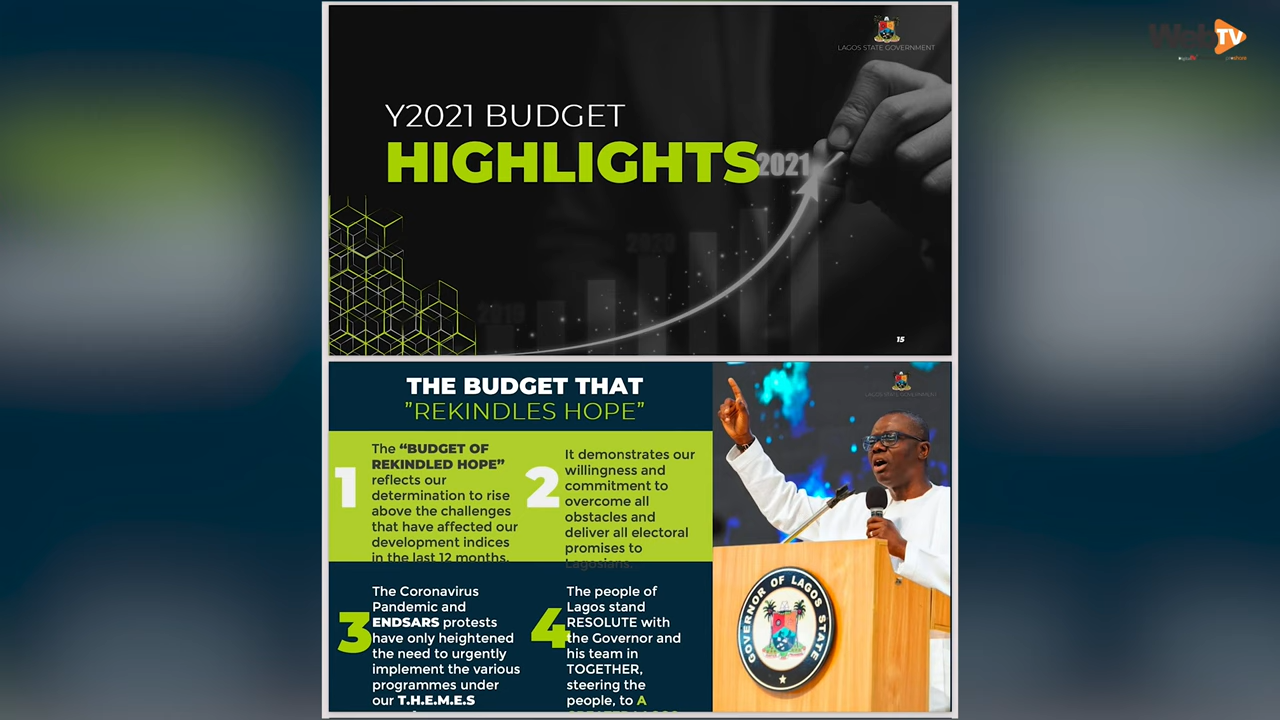 WebTV
LAGOS STATE GOVERNMENT
Y2021 BUDGET
HIGHLIGHTS
2021
2020
2019
15
THE BUDGET THAT
”REKINDLES HOPE”
LAGOS STATE GOVERNMENT
1
The “BUDGET OF
REKINDLED HOPE”
reflects our
determination to rise
above the challenges
that have affected our
development indices
in the last 12 months.
2
It demonstrates our
willingness and
commitment to
overcome all
obstacles and
deliver all electoral
promises to
Lagosians.
3
The Coronavirus
Pandemic and
ENDSARS protests
have only heightened
the need to urgently
implement the various
programmes under
our T.H.E.M.E.S
4
The people of
Lagos stand
RESOLUTE with
the Governor and
his team in
TOGETHER,
steering the
people, to A
GOVERNOR OF LAGOS STATE